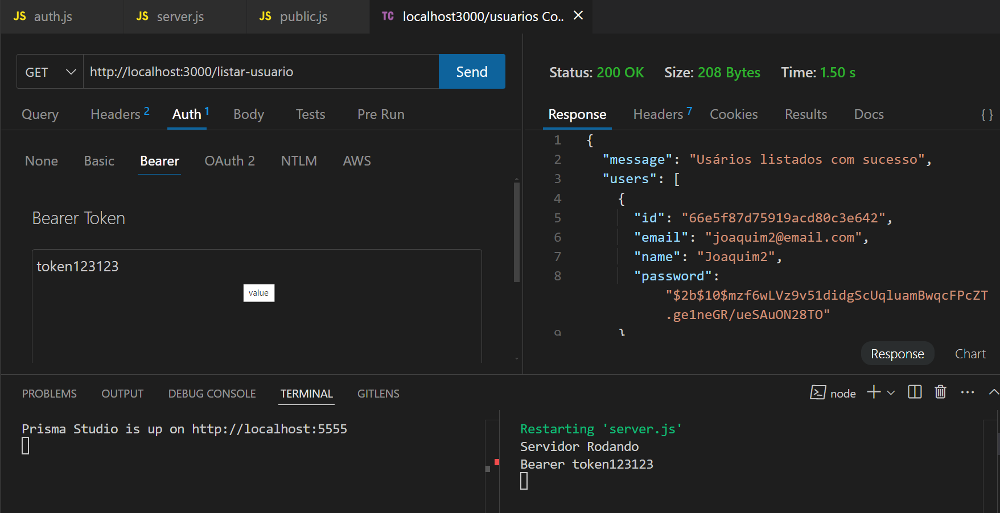 JS auth.js JS server.js JS public.js TC localhost3000/usuarios Co..
GET http://localhost:3000/listar-usuario Send
Query Headers 2 Auth 1 Body Tests Pre Run
None Basic Bearer OAuth 2 NTLM AWS
Bearer Token
token123123
value
Status: 200 OK Size: 208 Bytes Time: 1.50 s
Response Headers 7 Cookies Results Docs { }
1 {
2 "message": "Usários listados com sucesso",
3 "users": [
4 {
5 "id": "66e5f87d75919acd80c3e642",
6 "email": "joaquim2@email.com",
7 "name": "Joaquim2",
8 "password":
"$2b$10$mzf6wLVz9v51didgScUqluamBwqcFPcZT
.ge1neGR/ueSAuON28TO"
9 }
Response Chart
PROBLEMS OUTPUT DEBUG CONSOLE TERMINAL GITLENS node
Prisma Studio is up on http://localhost:5555
Restarting 'server.js'
Servidor Rodando
Bearer token123123